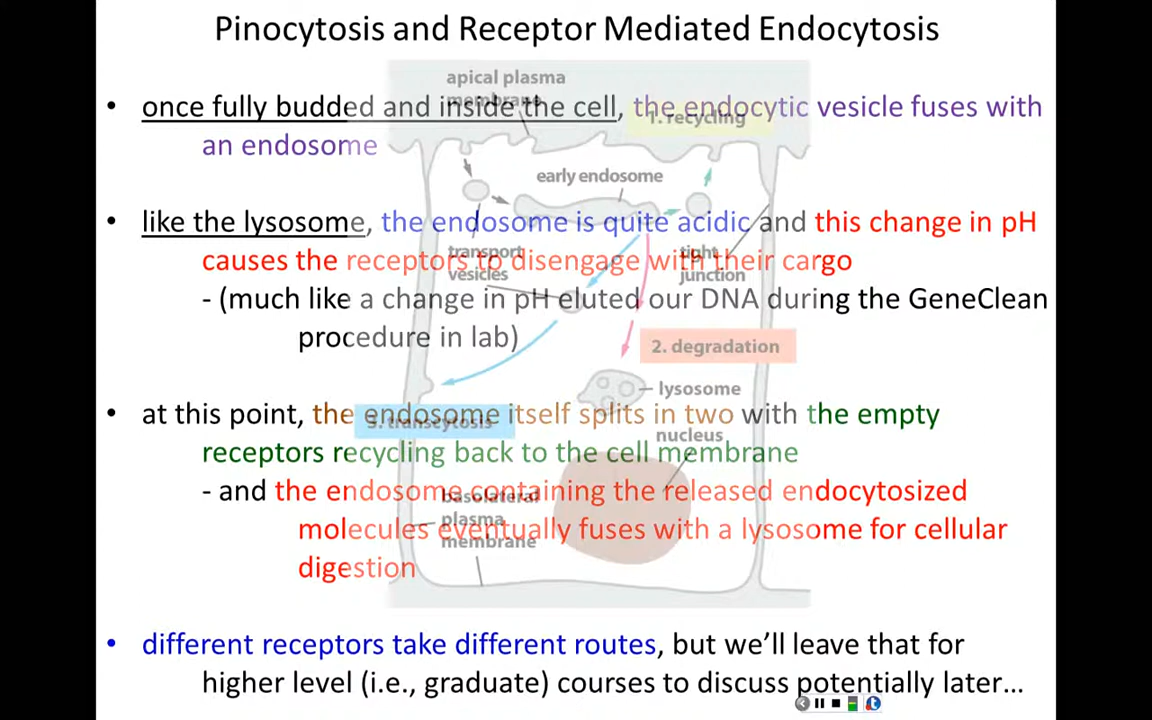 Pinocytosis and Receptor Mediated Endocytosis
• once fully budded and inside the cell, the endocytic vesicle fuses with
an endosome
• like the lysosome, the endosome is quite acidic and this change in pH
causes the receptors to disengage with their cargo
- (much like a change in pH eluted our DNA during the GeneClean
procedure in lab)
• at this point, the endosome itself splits in two with the empty
receptors recycling back to the cell membrane
- and the endosome containing the released endocytosized
molecules eventually fuses with a lysosome for cellular
digestion
• different receptors take different routes, but we'll leave that for
higher level (i.e., graduate) courses to discuss potentially later...
apical plasma
membrane
1. recycling
early endosome
transport
vesicles
tight
junction
2. degradation
lysosome
3. transcytosis
nucleus
basolateral
plasma
membrane